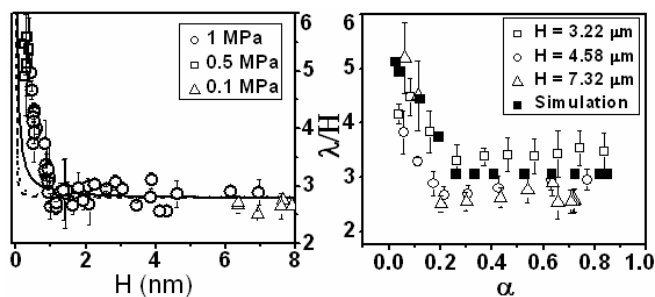 6
5
4
3
2
1 MPa
0.5 MPa
0.1 MPa
0 2 4 6 8
H (nm)
λ/H
6
5
4
3
2
H = 3.22 μm
H = 4.58 μm
H = 7.32 μm
Simulation
0.0 0.2 0.4 0.6 0.8 1.0
α